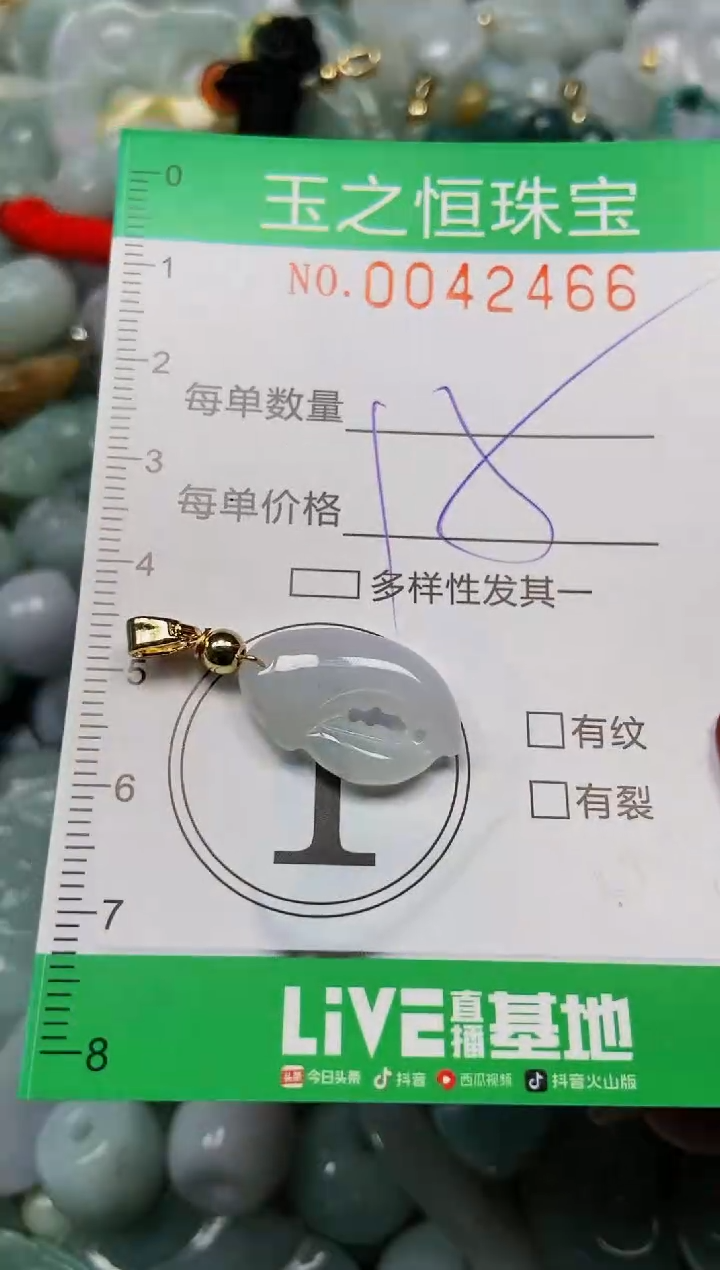 0
玉之恒珠宝
1
NO.0042466
2
每单数量
3
18
每单价格
4
多样性发其一
5
1
有纹
6
有裂
7
LiVE直播基地
8
头条 今日头条 抖音 西瓜视频 抖音火山版